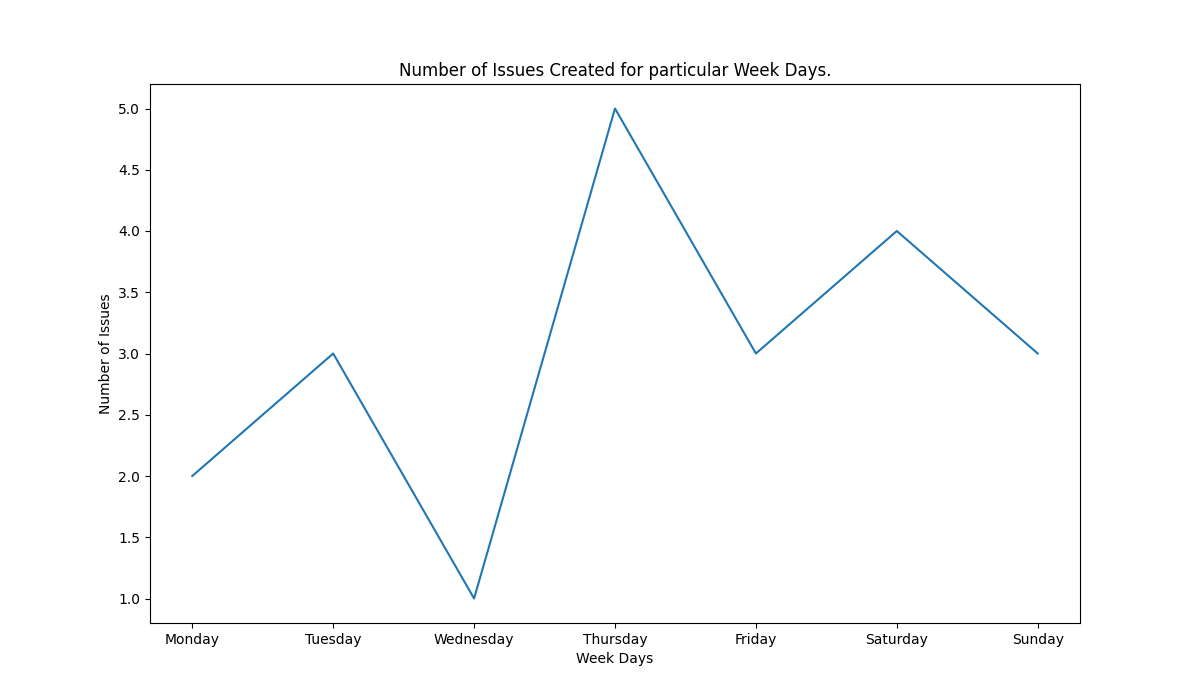 Number of Issues Created for particular Week Days.
5.0
4.5
4.0
3.5
3.0
2.5
2.0
1.5
1.0
Number of Issues
Monday Tuesday Wednesday Thursday Friday Saturday Sunday
Week Days